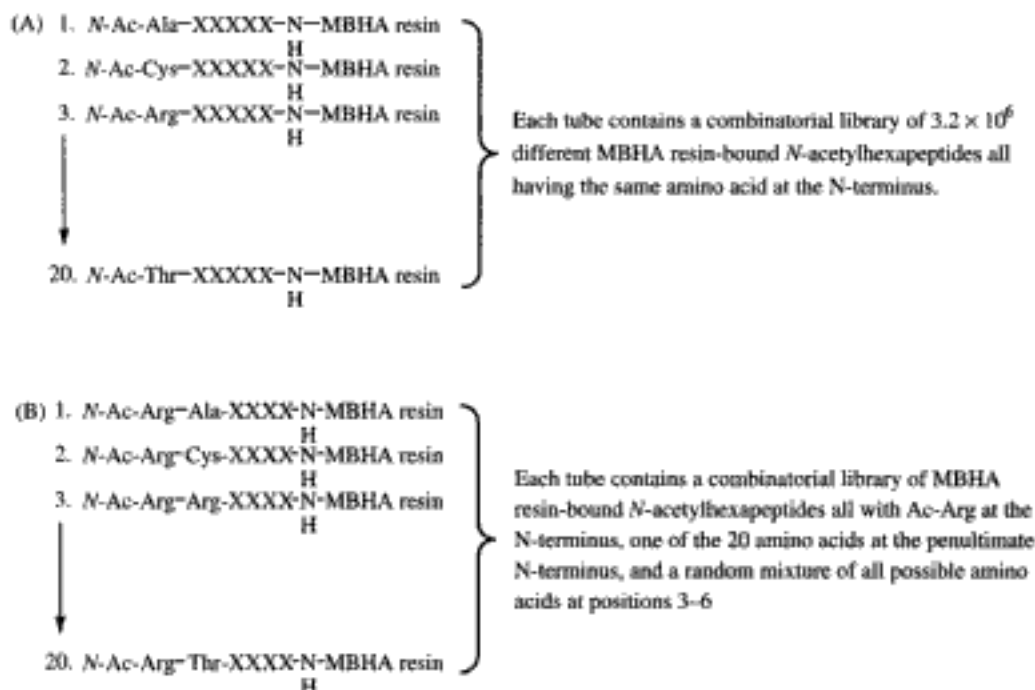 (A) 1. N-Ac-Ala-XXXXX-N-MBHA resin
H
2. N-Ac-Cys-XXXXX-N-MBHA resin
H
3. N-Ac-Arg-XXXXX-N-MBHA resin
H
20. N-Ac-Thr-XXXXX-N-MBHA resin
H
Each tube contains a combinatorial library of 3.2 × 10⁶
different MBHA resin-bound N-acetylhexapeptides all
having the same amino acid at the N-terminus.
(B) 1. N-Ac-Arg-Ala-XXXX-N-MBHA resin
H
2. N-Ac-Arg-Cys-XXXX-N-MBHA resin
H
3. N-Ac-Arg-Arg-XXXX-N-MBHA resin
H
20. N-Ac-Arg-Thr-XXXX-N-MBHA resin
H
Each tube contains a combinatorial library of MBHA
resin-bound N-acetylhexapeptides all with Ac-Arg at the
N-terminus, one of the 20 amino acids at the penultimate
N-terminus, and a random mixture of all possible amino
acids at positions 3–6